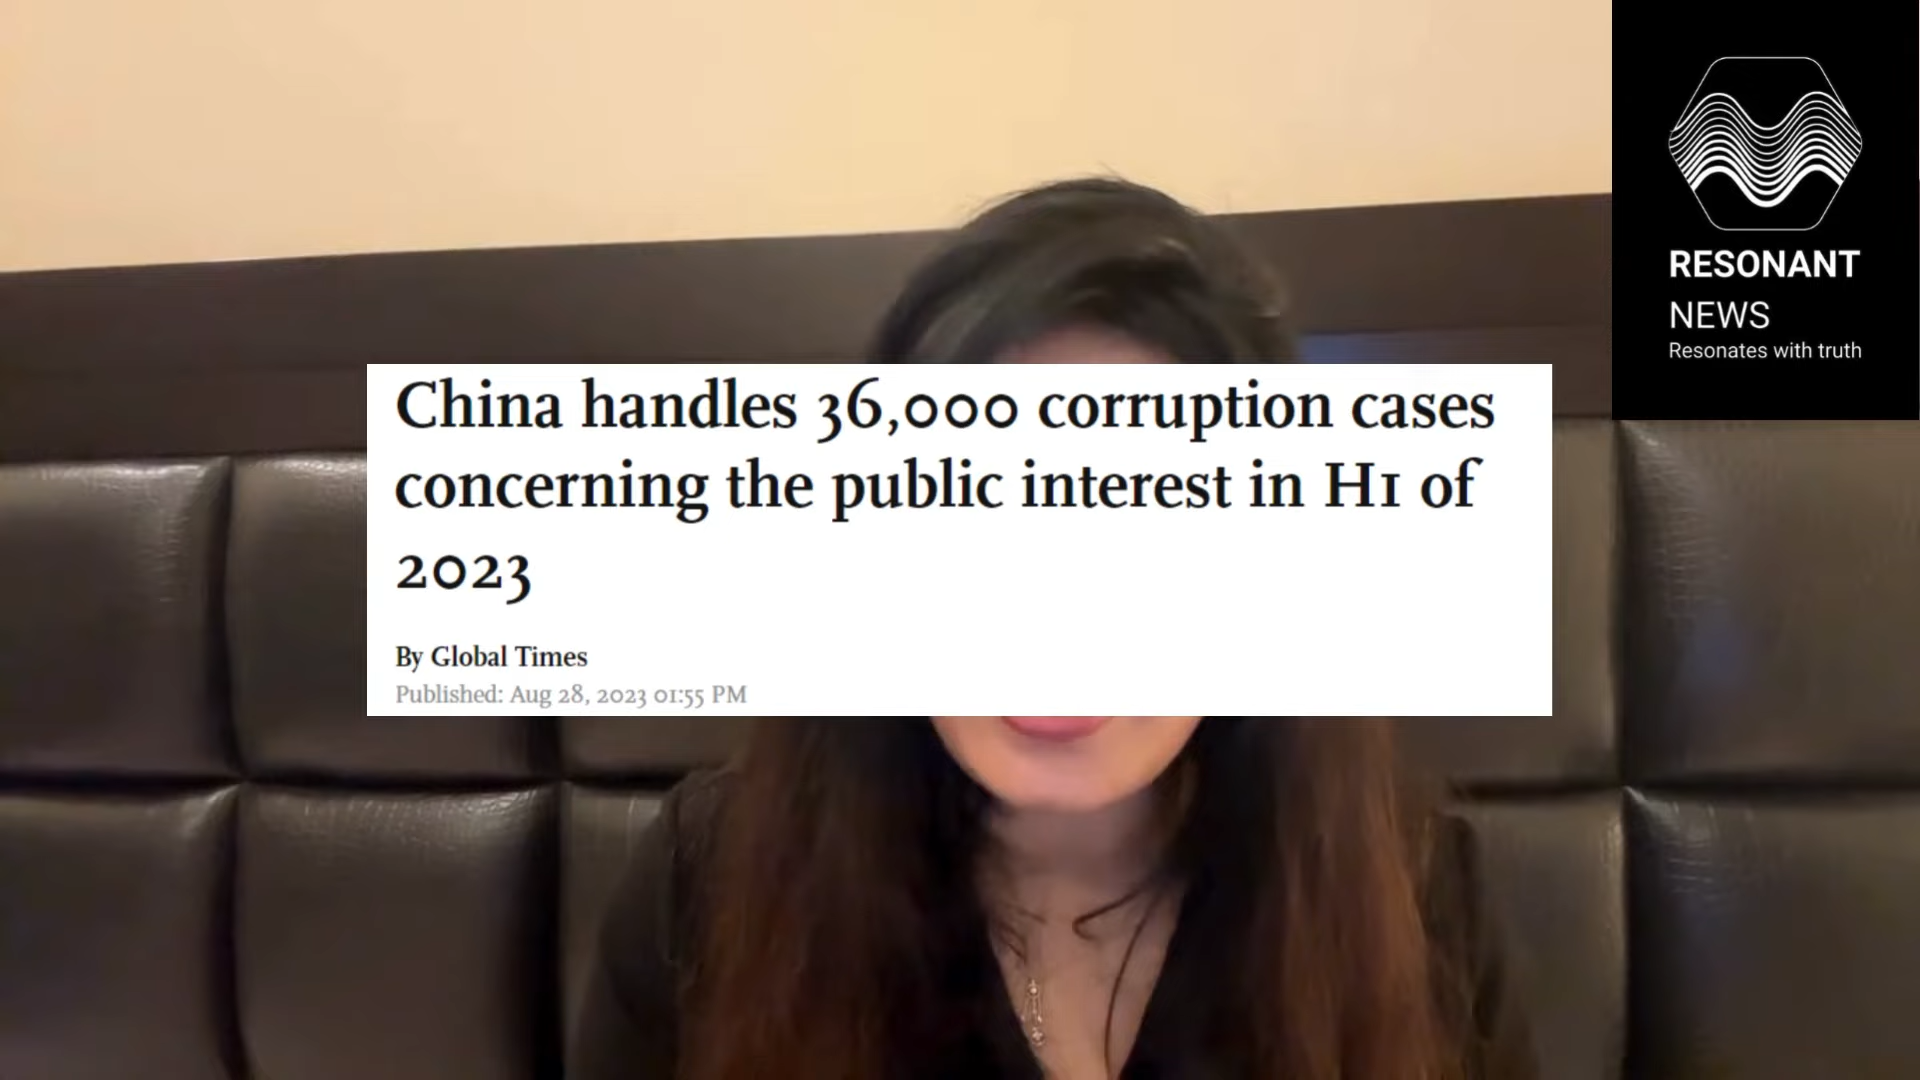 RESONANT
NEWS
Resonates with truth
China handles 36,000 corruption cases
concerning the public interest in H1 of
2023
By Global Times
Published: Aug 28, 2023 01:55 PM